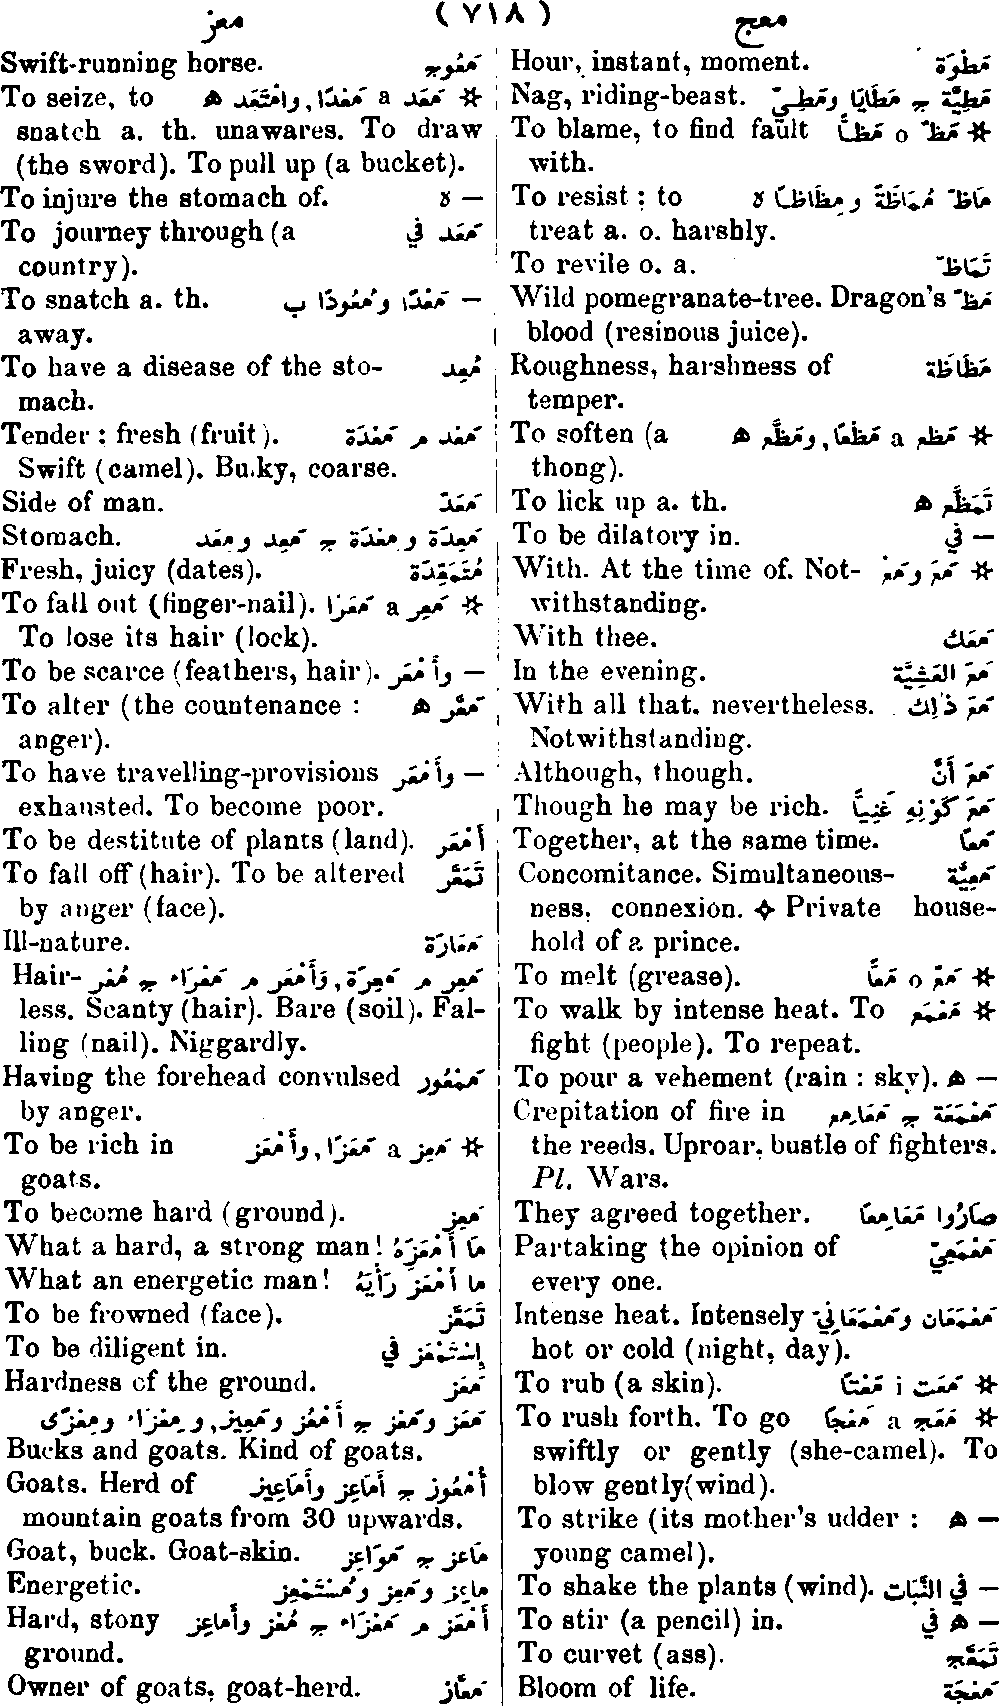 معز (٧١٨) معج
Hour, instant, moment. مَطْوَة
Nag, riding-beast. مَطِيَّة ج مَطَايَا ومَطِيّ
To blame, to find fault ✲ مَظَّ o مَظًّا
with.
To resist ; to مَاظَّ مُمَاظَّةً ومِظَاظًا ه
treat a. o. harshly.
To revile o. a. تَمَاظَّ
Wild pomegranate-tree. Dragon's مَظّ
blood (resinous juice).
Roughness, harshness of مَظَاظَة
temper.
To soften (a ✲ مَظَع a مَظْعًا, ومَظَّع ه
thong).
To lick up a. th. تَمَظَّع ه
To be dilatory in. — في
With. At the time of. Not- ✲ مَعَ ومَعْ
withstanding.
With thee. مَعَك
In the evening. مَعَ العَشِيَّة
With all that, nevertheless. مَعَ ذٰلِك
Notwithstanding.
Although, though. مَعَ أَنَّ
Though he may be rich. مَعَ كَوْنِهِ غَنِيًّا
Together, at the same time. مَعًا
Concomitance. Simultaneous- مَعِيَّة
ness, connexion. ✧ Private house-
hold of a prince.
To melt (grease). ✲ مَعَّ o مَعًّا
To walk by intense heat. To ✲ مَعْمَع
fight (people). To repeat.
To pour a vehement (rain : sky). — ه
Crepitation of fire in مَعْمَعَة ج مَعَامِع
the reeds. Uproar, bustle of fighters.
Pl. Wars.
They agreed together. صَارُوا مَعَامِعًا
Partaking the opinion of مَعْمَعِيّ
every one.
Intense heat. Intensely مَعْمَعَان ومَعْمَعَانِيّ
hot or cold (night, day).
To rub (a skin). ✲ مَعَت i مَعْتًا
To rush forth. To go ✲ مَعَج a مَعْجًا
swiftly or gently (she-camel). To
blow gently(wind).
To strike (its mother's udder : — ه
young camel).
To shake the plants (wind). — في النَّبَات
To stir (a pencil) in. — ه في
To curvet (ass). تَمَعَّج
Bloom of life. مَعْجَة
Swift-running horse. مَعُوج
To seize, to ✲ مَعَد a مَعْدًا, وامْتَعَد ه
snatch a. th. unawares. To draw
(the sword). To pull up (a bucket).
To injure the stomach of. — ه
To journey through (a مَعَد في
country).
To snatch a. th. — مَعْدًا ومُعُودًا ب
away.
To have a disease of the sto- مُعِد
mach.
Tender ; fresh (fruit). مَعْد م مَعْدَة
Swift (camel). Bulky, coarse.
Side of man. مَعَدّ
Stomach. مَعِدَة ومِعْدَة ج مَعِد ومِعَد
Fresh, juicy (dates). مُتَمَعِّدَة
To fall out (finger-nail). ✲ مَعِر a مَعَرًا
To lose its hair (lock).
To be scarce (feathers, hair). — وأَمْعَر
To alter (the countenance : مَعَّر ه
anger).
To have travelling-provisions — وأَمْعَر
exhausted. To become poor.
To be destitute of plants (land). أَمْعَر
To fall off (hair). To be altered تَمَعَّر
by anger (face).
Ill-nature. مَعَارَة
Hair- مَعِر م مَعِرَة, وَأَمْعَر م مَعْرَاء ج مُعْر
less. Scanty (hair). Bare (soil). Fal-
ling (nail). Niggardly.
Having the forehead convulsed مَمْعُور
by anger.
To be rich in ✲ مَعِز a مَعَزًا, وأَمْعَز
goats.
To become hard (ground). مَعِز
What a hard, a strong man! مَا أَمْعَزَهُ
What an energetic man! ما أَمْعَز رَأْيَهُ
To be frowned (face). تَمَعَّز
To be diligent in. إِسْتَمْعَز في
Hardness of the ground. مَعَز
مَعَز ومَعْز ج أَمْعُز ومَعِيز, ومِعْزَاء ومِعْزًى
Bucks and goats. Kind of goats.
Goats. Herd of أُمْعُوز ج أَمَاعِز وأَمَاعِيز
mountain goats from 30 upwards.
Goat, buck. Goat-skin. مَاعِز ج مَوَاعِز
Energetic. مَاعِز ومَعِز ومُسْتَمْعِز
Hard, stony أَمْعَز م مَعْزَاء ج مُعْز وأَمَاعِز
ground.
Owner of goats, goat-herd. مَعَّاز